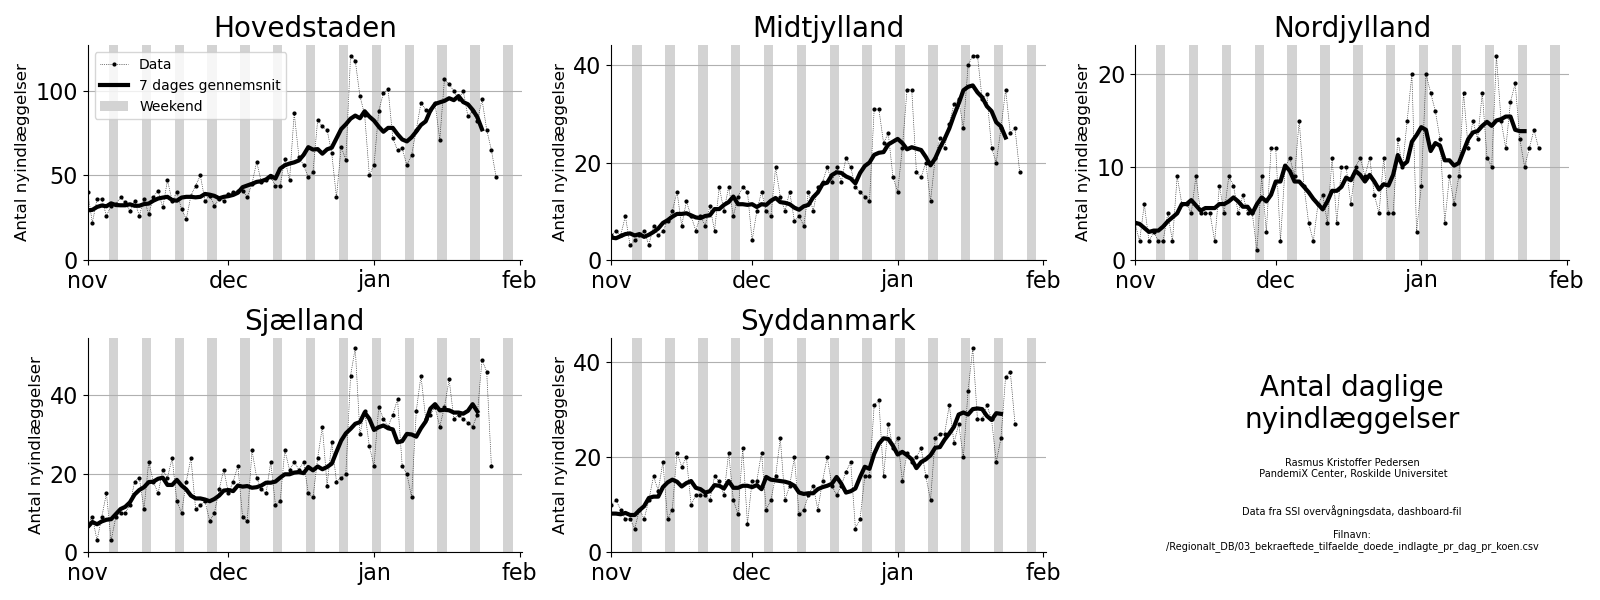 Hovedstaden
Antal nyindlæggelser
100
50
0
Data
7 dages gennemsnit
Weekend
nov dec jan feb
Midtjylland
Antal nyindlæggelser
40
20
0
nov dec jan feb
Nordjylland
Antal nyindlæggelser
20
10
0
nov dec jan feb
Sjælland
Antal nyindlæggelser
40
20
0
nov dec jan feb
Syddanmark
Antal nyindlæggelser
40
20
0
nov dec jan feb
Antal daglige
nyindlæggelser
Rasmus Kristoffer Pedersen
PandemiX Center, Roskilde Universitet
Data fra SSI overvågningsdata, dashboard-fil
Filnavn:
/Regionalt_DB/03_bekraeftede_tilfaelde_doede_indlagte_pr_dag_pr_koen.csv